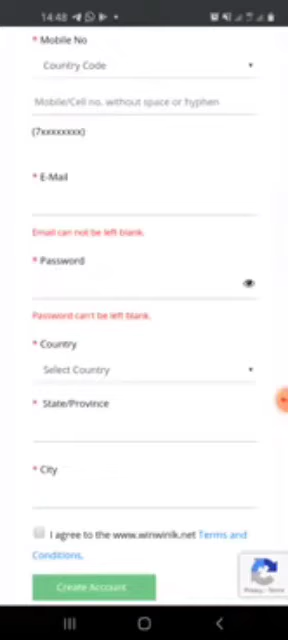 14:48
* Mobile No
Country Code
Mobile/Cell no. without space or hyphen
(7xxxxxxxx)
* E-Mail
Email can not be left blank.
* Password
Password can't be left blank.
* Country
Select Country
* State/Province
* City
I agree to the www.winwinlk.net Terms and
Conditions.
Create Account
Privacy - Terms